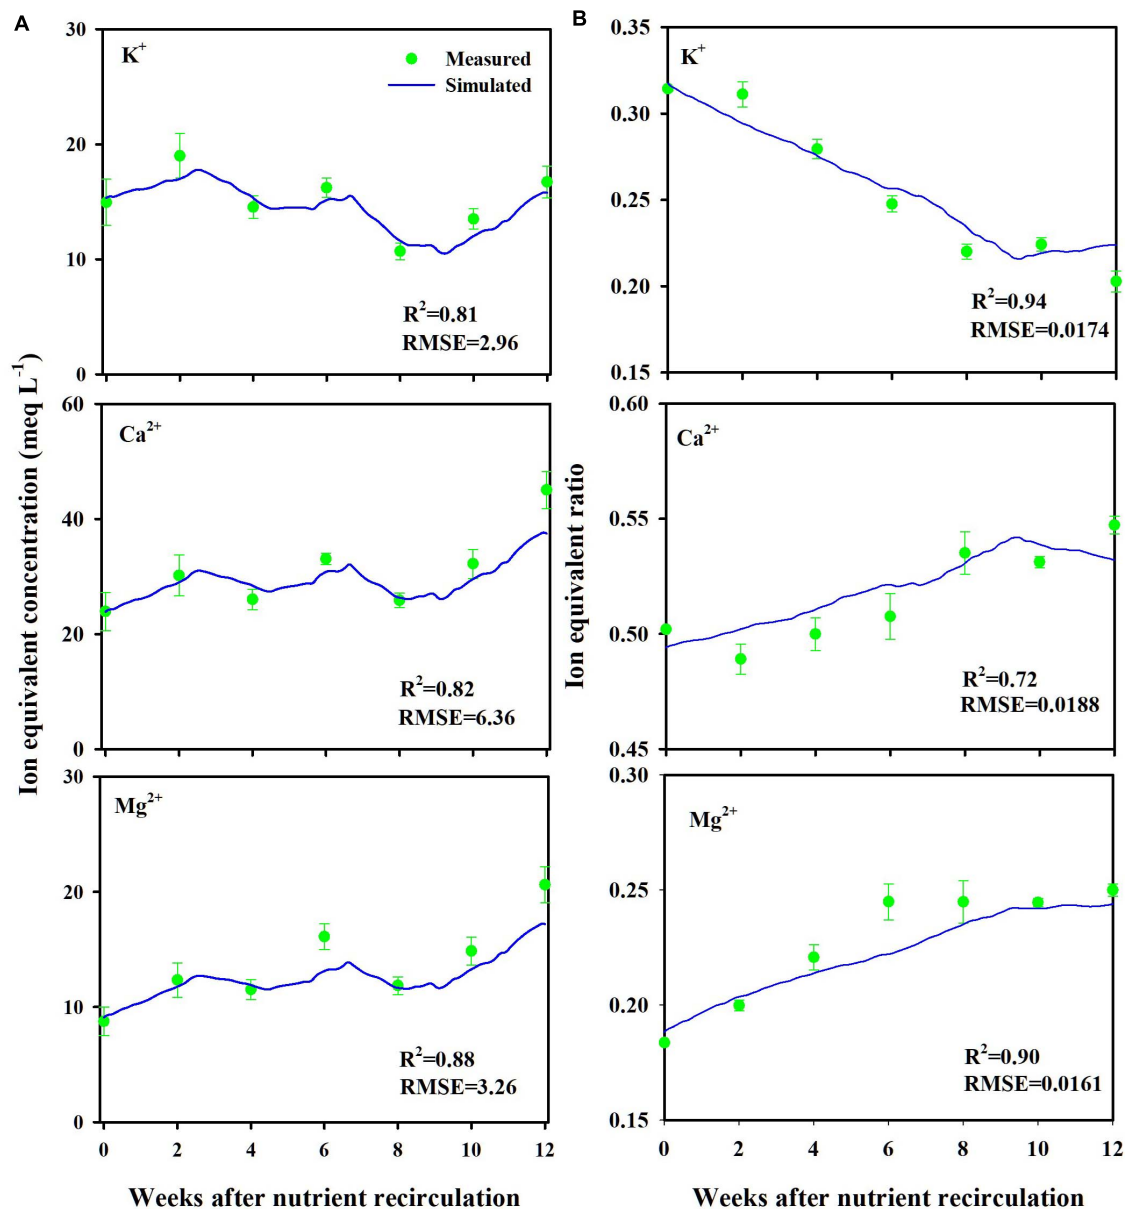 A
30
K+
Measured
Simulated
20
10
R2=0.81
RMSE=2.96
0
60
Ca2+
40
20
R2=0.82
RMSE=6.36
0
30
Mg2+
20
10
R2=0.88
RMSE=3.26
0
0 2 4 6 8 10 12
Weeks after nutrient recirculation
Ion equivalent concentration (meq L-1)
B
0.35
K+
0.30
0.25
0.20
R2=0.94
RMSE=0.0174
0.15
0.60
Ca2+
0.55
0.50
R2=0.72
RMSE=0.0188
0.45
0.30
Mg2+
0.25
0.20
R2=0.90
RMSE=0.0161
0.15
0 2 4 6 8 10 12
Weeks after nutrient recirculation
Ion equivalent ratio